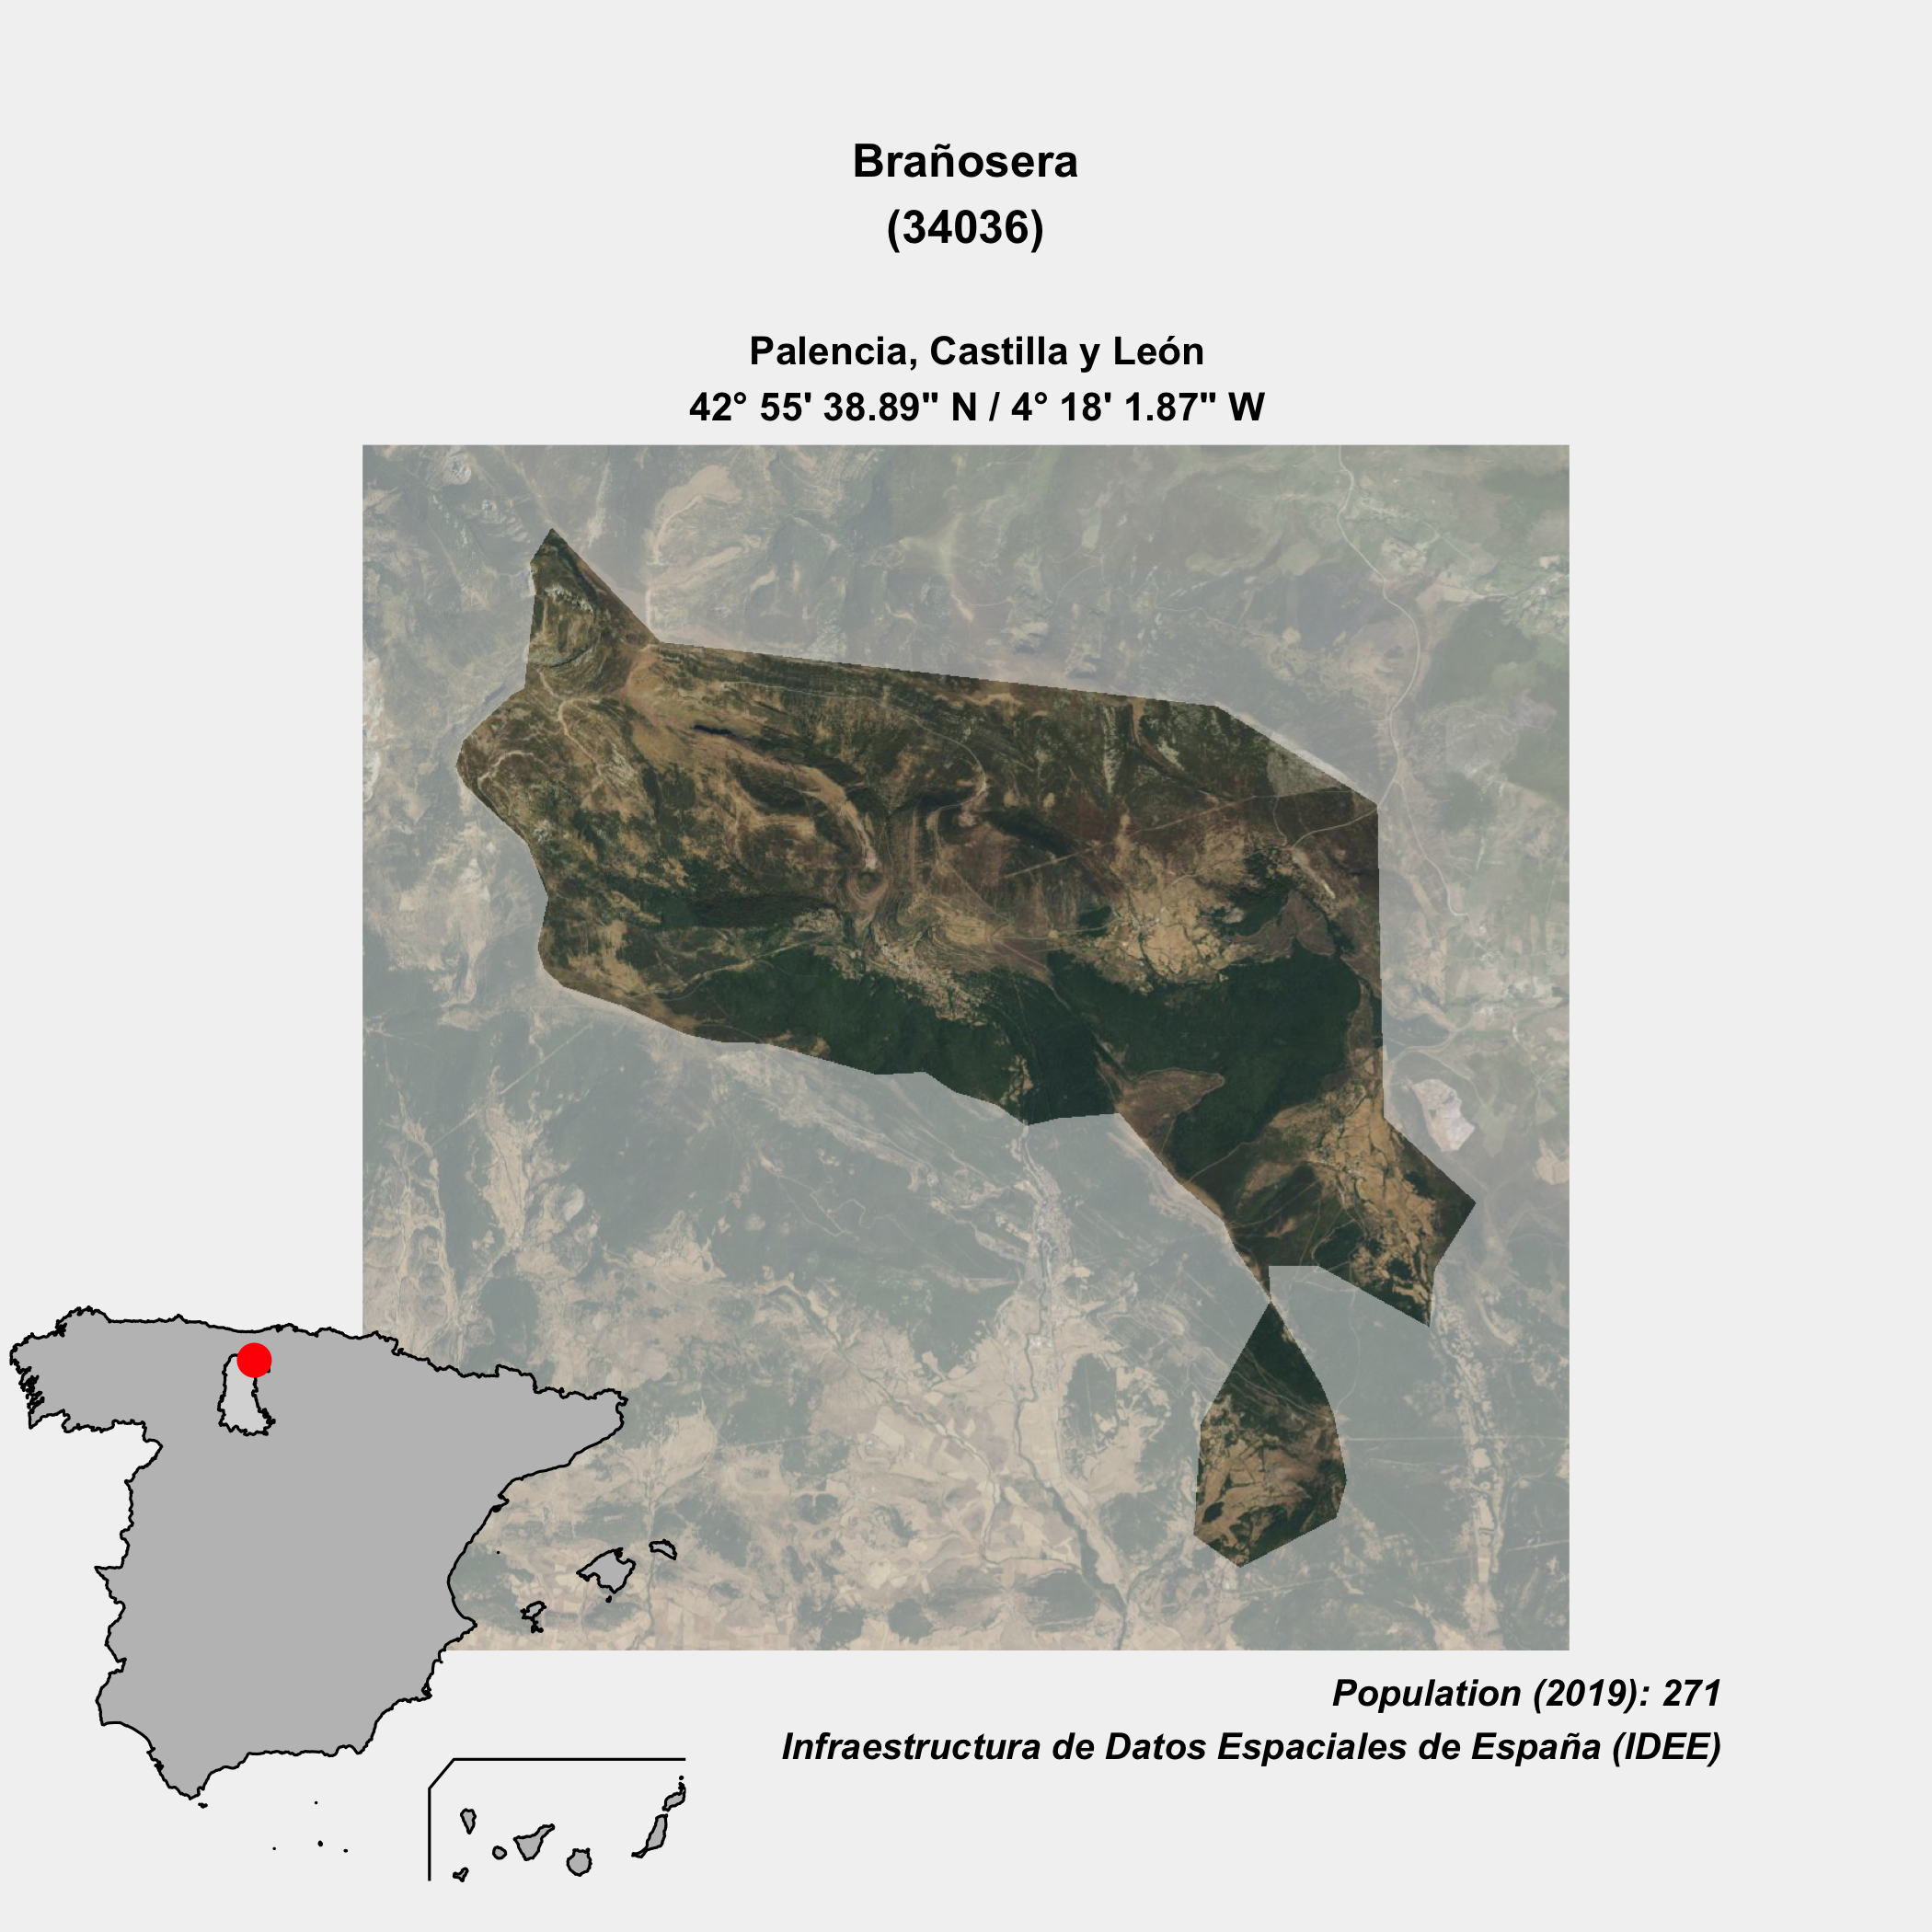 Brañosera
(34036)
Palencia, Castilla y León
42° 55' 38.89" N / 4° 18' 1.87" W
Population (2019): 271
Infraestructura de Datos Espaciales de España (IDEE)